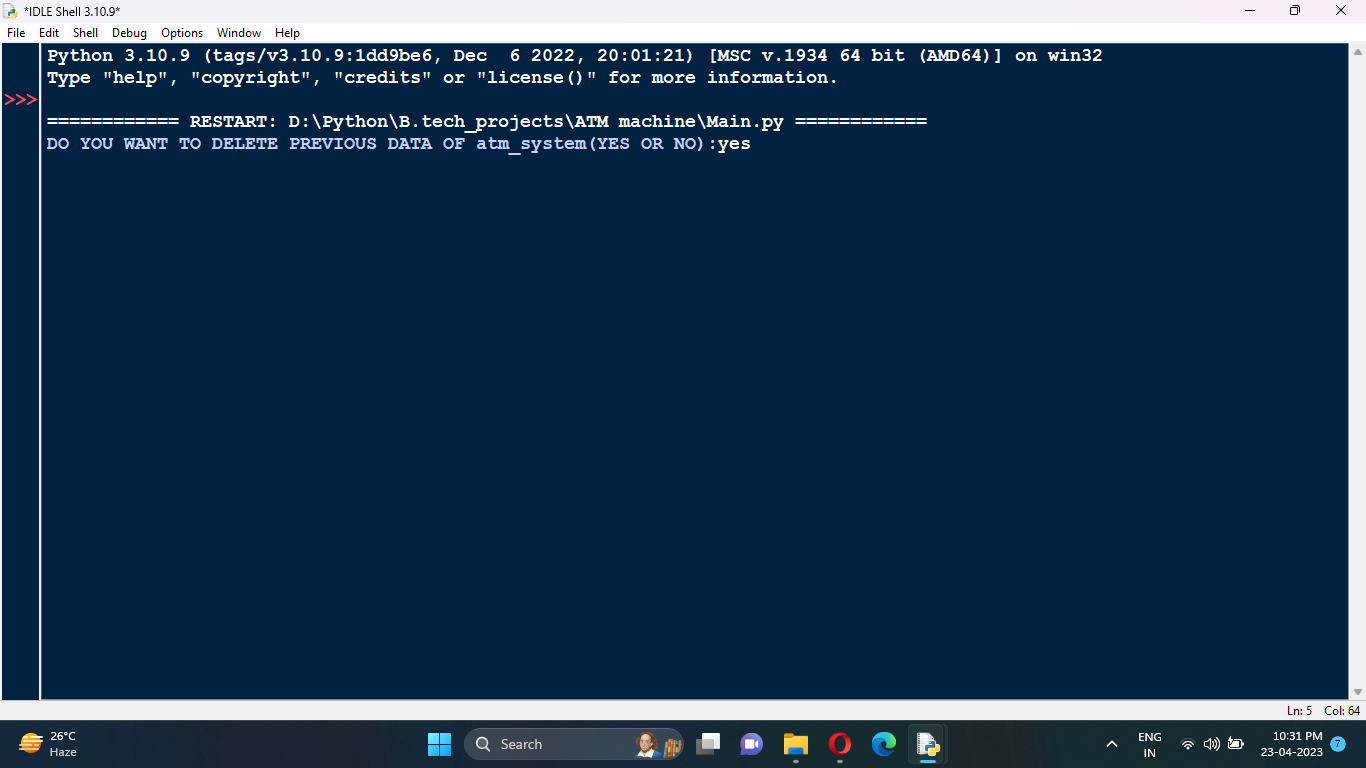 *IDLE Shell 3.10.9*
File Edit Shell Debug Options Window Help
Python 3.10.9 (tags/v3.10.9:1dd9be6, Dec  6 2022, 20:01:21) [MSC v.1934 64 bit (AMD64)] on win32
Type "help", "copyright", "credits" or "license()" for more information.
>>>
============ RESTART: D:\Python\B.tech_projects\ATM machine\Main.py ============
DO YOU WANT TO DELETE PREVIOUS DATA OF atm_system(YES OR NO):yes
Ln: 5 Col: 64
26°C
Haze
Search
ENG
IN
10:31 PM
23-04-2023
7